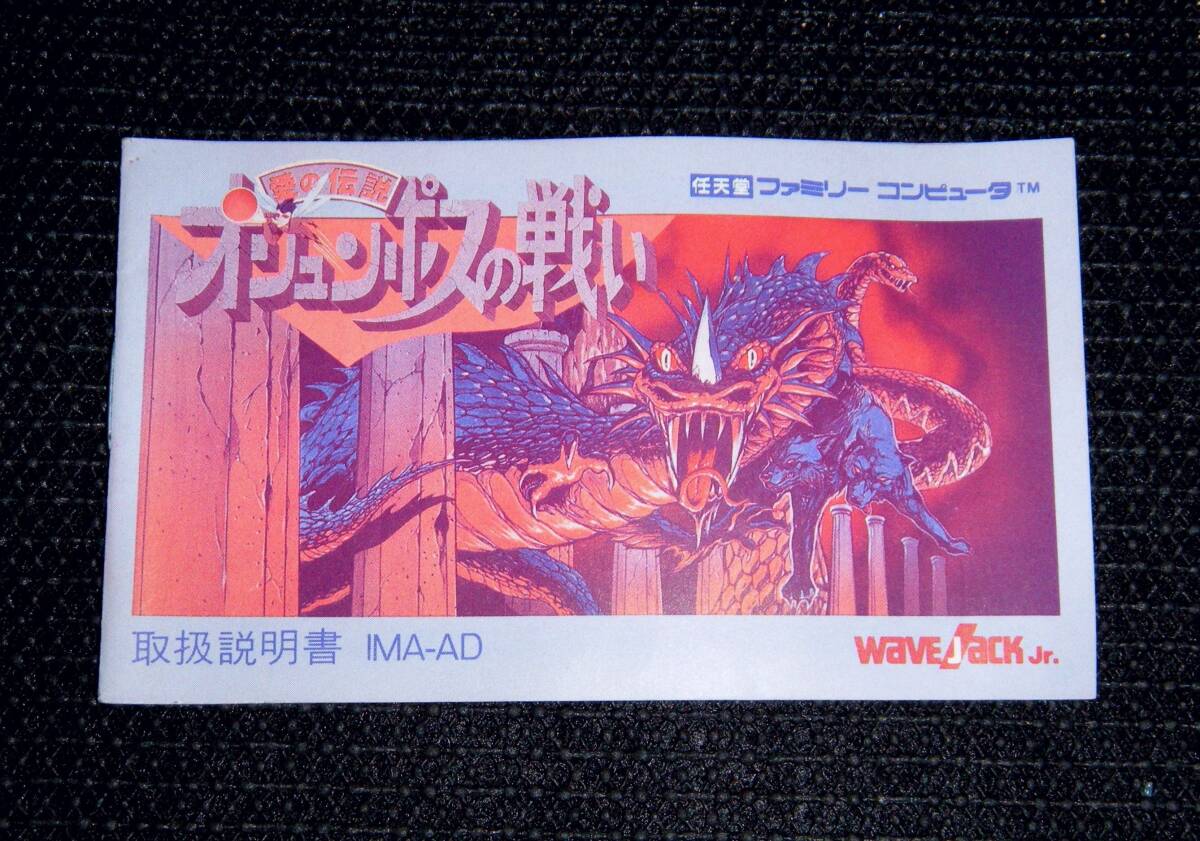 愛の伝説
オリュンポスの戦い
任天堂 ファミリー コンピュータ TM
取扱説明書 IMA-AD
WAVE JACK Jr.